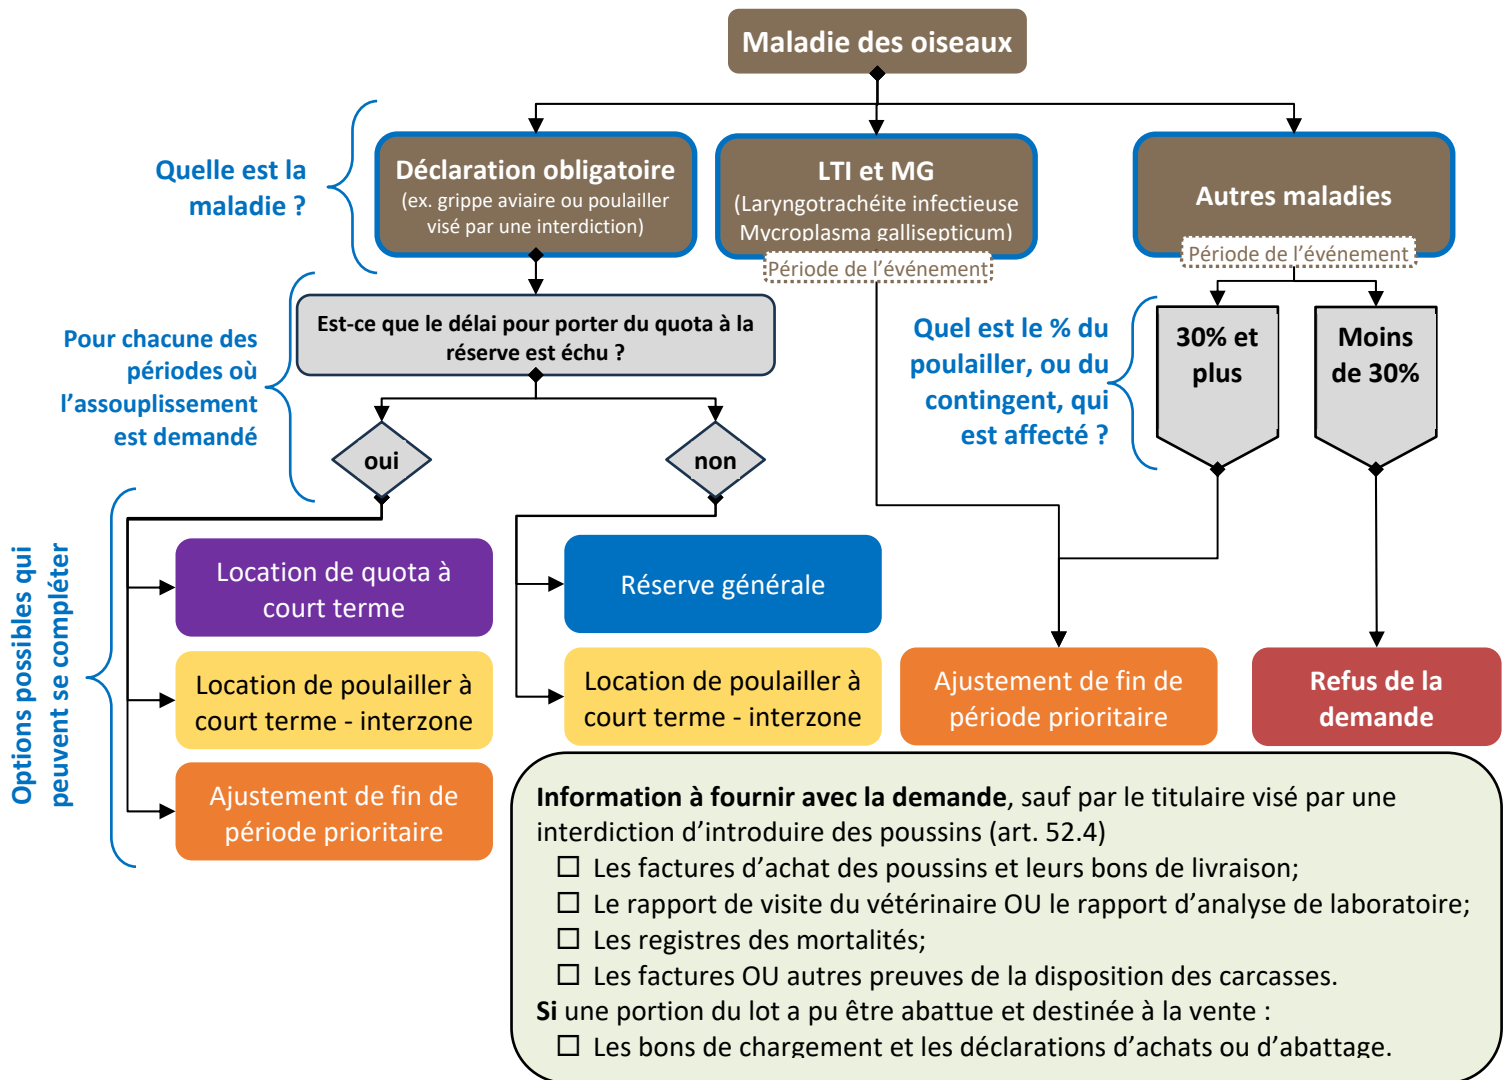 Maladie des oiseaux
Quelle est la
maladie ?
Déclaration obligatoire
(ex. grippe aviaire ou poulailler
visé par une interdiction)
LTI et MG
(Laryngotrachéite infectieuse
Mycroplasma gallisepticum)
Période de l’événement
Autres maladies
Période de l’événement
Pour chacune des
périodes où
l’assouplissement
est demandé
Est-ce que le délai pour porter du quota à la
réserve est échu ?
oui
non
Quel est le % du
poulailler, ou du
contingent, qui
est affecté ?
30% et
plus
Moins
de 30%
Options possibles qui
peuvent se compléter
Location de quota à
court terme
Location de poulailler à
court terme - interzone
Ajustement de fin de
période prioritaire
Réserve générale
Location de poulailler à
court terme - interzone
Ajustement de fin de
période prioritaire
Refus de la
demande
Information à fournir avec la demande, sauf par le titulaire visé par une
interdiction d’introduire des poussins (art. 52.4)
☐ Les factures d’achat des poussins et leurs bons de livraison;
☐ Le rapport de visite du vétérinaire OU le rapport d’analyse de laboratoire;
☐ Les registres des mortalités;
☐ Les factures OU autres preuves de la disposition des carcasses.
Si une portion du lot a pu être abattue et destinée à la vente :
☐ Les bons de chargement et les déclarations d’achats ou d’abattage.